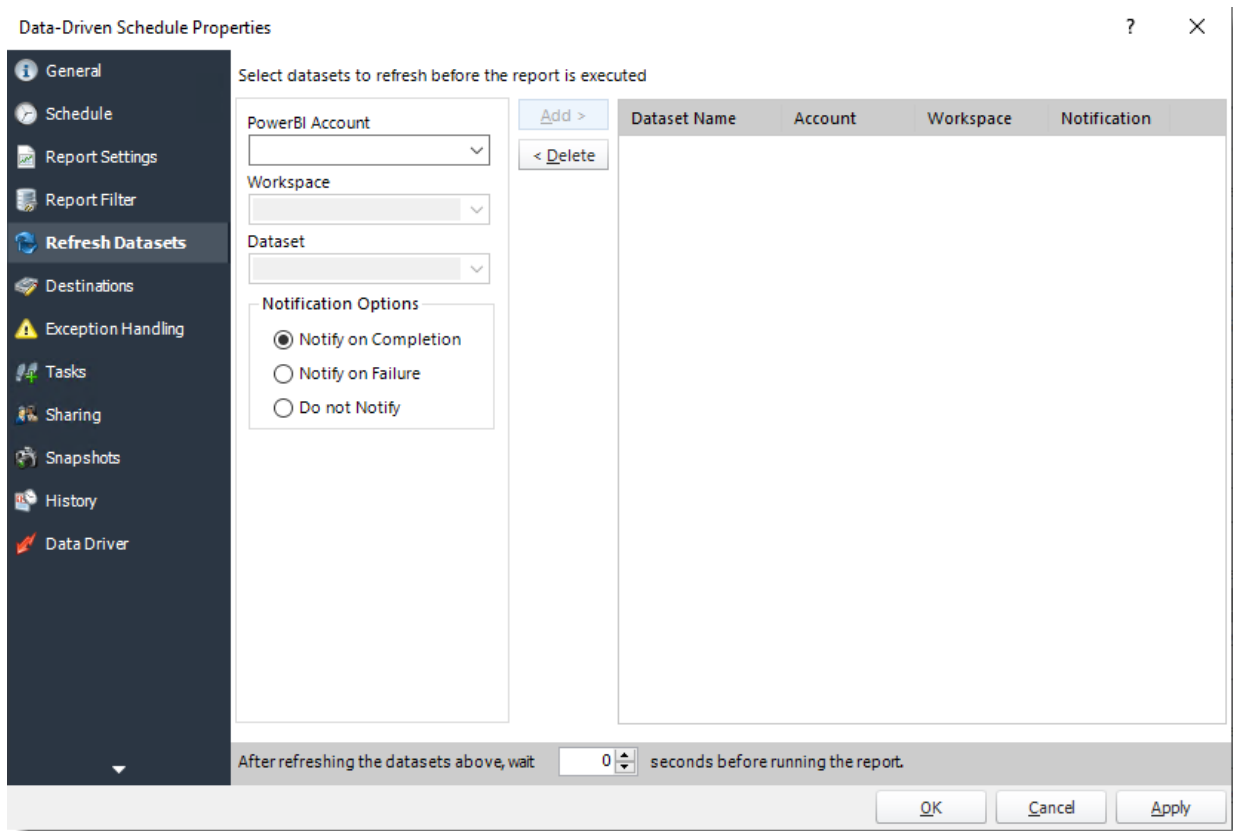 Data-Driven Schedule Properties
?
General
Schedule
Report Settings
Report Filter
Refresh Datasets
Destinations
Exception Handling
Tasks
Sharing
Snapshots
History
Data Driver
Select datasets to refresh before the report is executed
PowerBI Account
Workspace
Dataset
Notification Options
Notify on Completion
Notify on Failure
Do not Notify
Add >
< Delete
Dataset Name Account Workspace Notification
After refreshing the datasets above, wait 0 seconds before running the report.
OK Cancel Apply